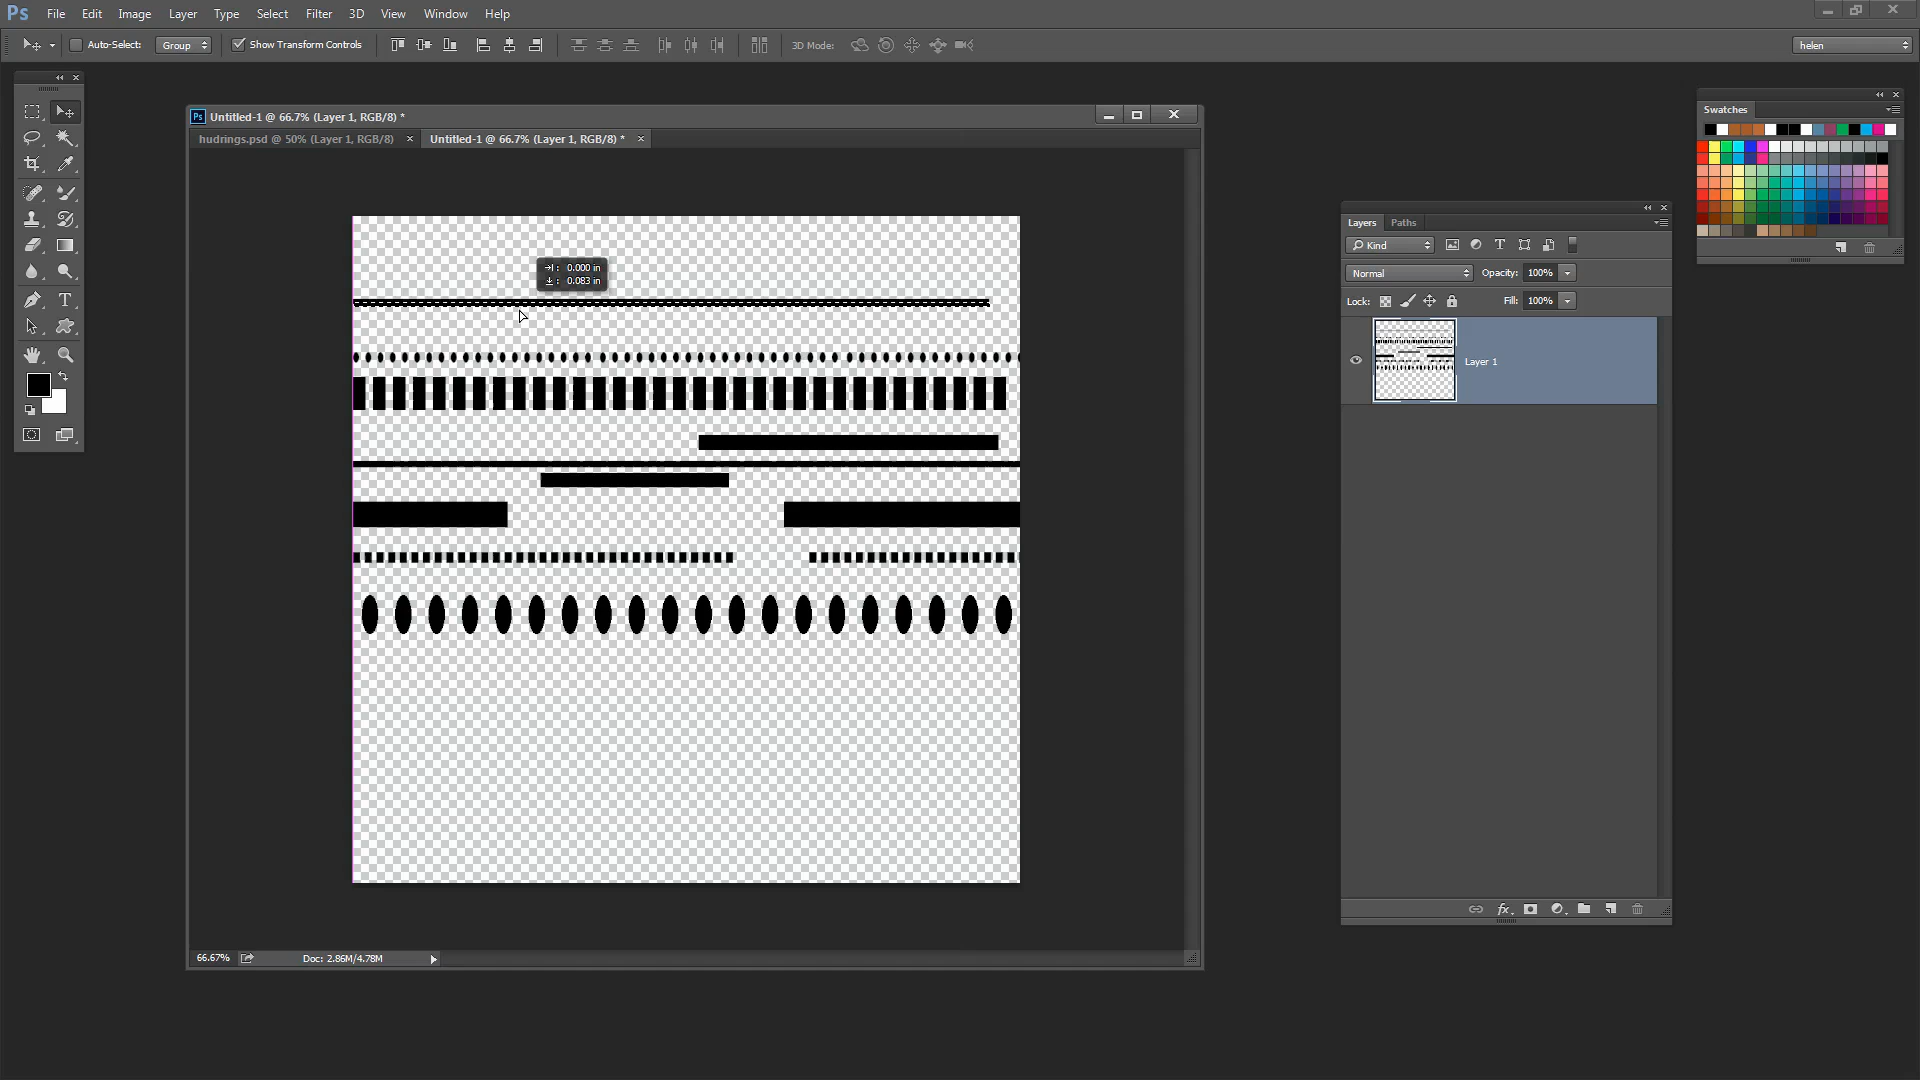 Ps File Edit Image Layer Type Select Filter 3D View Window Help
Auto-Select: Group Show Transform Controls 3D Mode: helen
Ps Untitled-1 @ 66.7% (Layer 1, RGB/8) *
hudrings.psd @ 50% (Layer 1, RGB/8) × Untitled-1 @ 66.7% (Layer 1, RGB/8) * ×
: 0.000 in
: 0.083 in
66.67% Doc: 2.86M/4.78M
Swatches
Layers Paths
Kind T
Normal Opacity: 100%
Lock: Fill: 100%
Layer 1
fx
T